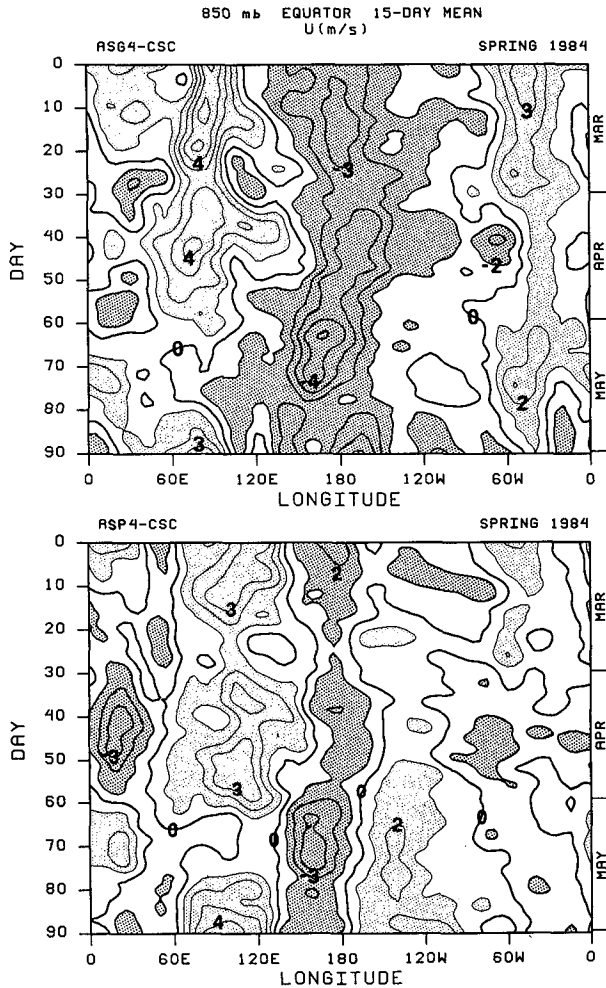 850 mb EQUATOR 15-DAY MEAN
U(m/s)
ASG4-CSC SPRING 1984
0
10
20
30
40
50
60
70
80
90
DAY
3
4
-3
4
-2
0
0
-4
2
3
MAR
APR
MAY
0 60E 120E 180 120W 60W 0
LONGITUDE
ASP4-CSC SPRING 1984
0
10
20
30
40
50
60
70
80
90
DAY
2
3
-3
3
0
0
0
2
0
-3
4
MAR
APR
MAY
0 60E 120E 180 120W 60W 0
LONGITUDE